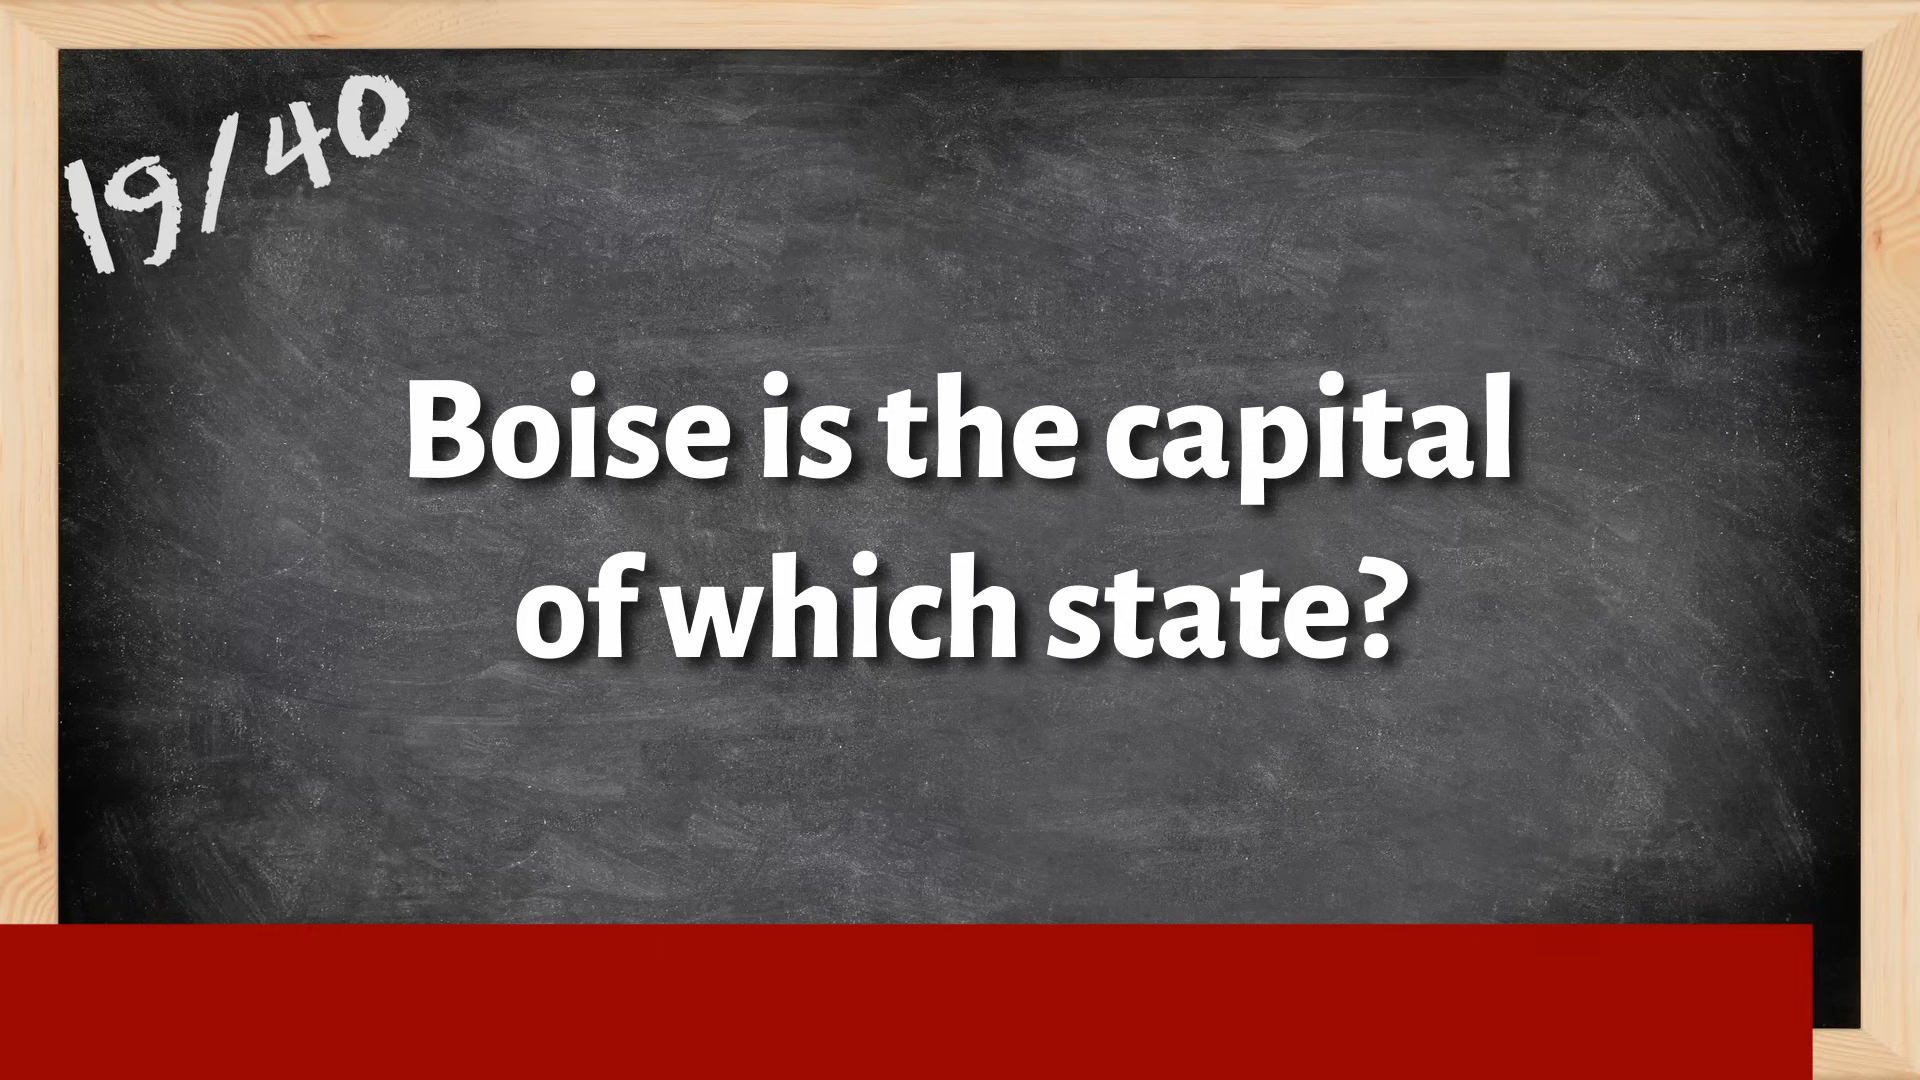 19/40
Boise is the capital
of which state?